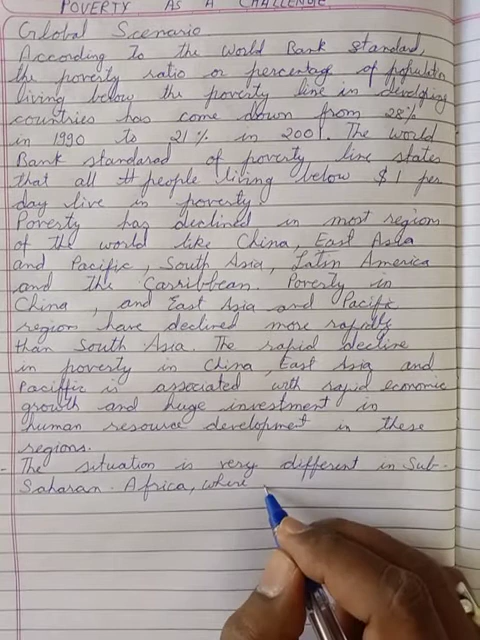 POVERTY AS A CHALLENGE
Global Scenario
According To the World Bank standard,
the poverty ratio or percentage of population
living below the poverty line in developing
countries has come down from 28%
in 1990 to 21% in 2001. The world
Bank standarad of poverty line states
that all people living below $1 per
day live in poverty
Poverty has declined in most regions
of the world like China, East Asia
and Pacific, South Asia, Latin America
and The Carribbean. Poverty in
China, and East Asia and Pacific
region have declined more rapidly
than South Asia. The rapid decline
in poverty in China, East Asia and
Paciffic is associated with rapid economic
growth and huge investment in
human resource development in these
regions.
- The situation is very different in Sub-
Saharan - Africa, where